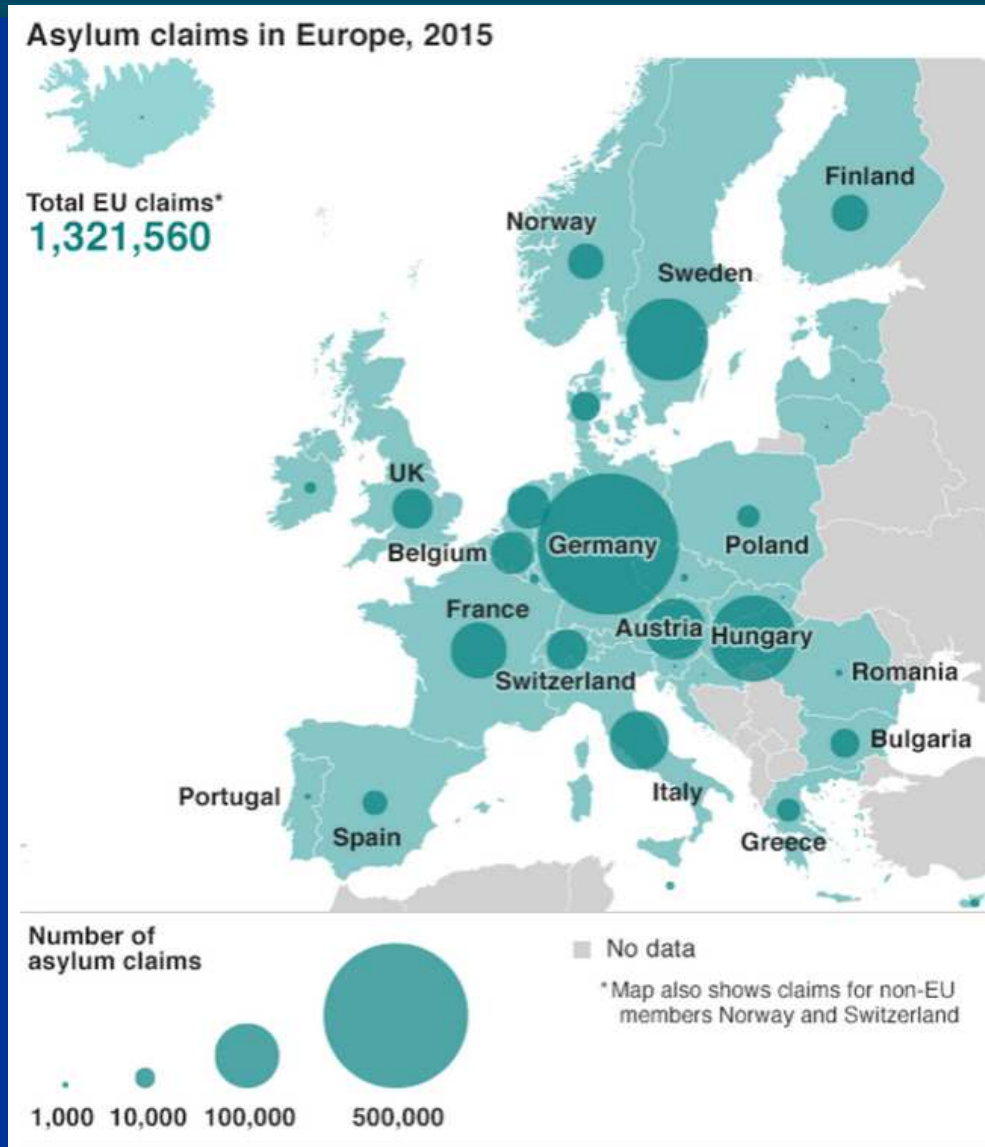 Asylum claims in Europe, 2015
Total EU claims*
1,321,560
Finland
Norway
Sweden
UK
Belgium
Germany
Poland
France
Austria
Hungary
Switzerland
Romania
Bulgaria
Portugal
Italy
Spain
Greece
Number of
asylum claims
1,000
10,000
100,000
500,000
No data
*Map also shows claims for non-EU
members Norway and Switzerland